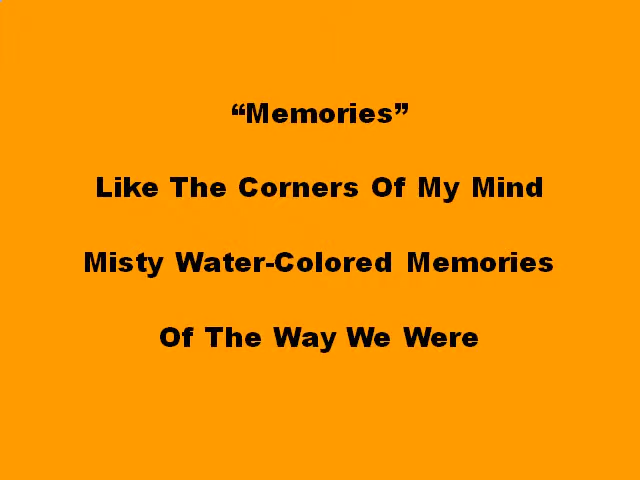 “Memories”
Like The Corners Of My Mind
Misty Water-Colored Memories
Of The Way We Were